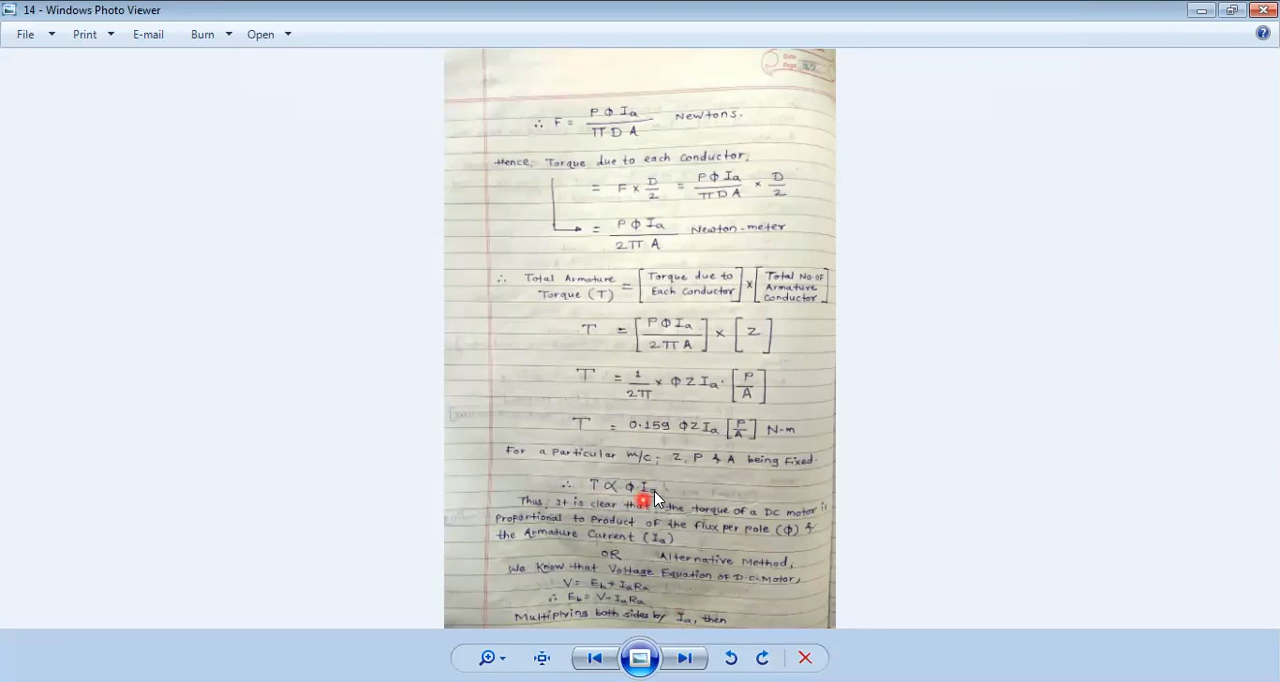 14 - Windows Photo Viewer
File Print E-mail Burn Open
Date
Page
∴ F = PΦIa / πDA Newtons.
Hence, Torque due to each conductor,
= F × D/2 = PΦIa / πDA × D/2
= PΦIa / 2πA Newton-meter
∴ Total Armature Torque (T) = [Torque due to Each Conductor] × [Total No. of Armature Conductor]
T = [PΦIa / 2πA] × [Z]
T = 1/2π × ΦZIa · [P/A]
T = 0.159 ΦZIa [P/A] N-m
For a Particular m/c; Z, P & A being fixed.
∴ T ∝ Φ Ia
Thus, It is clear that the torque of a DC motor is
Proportional to Product of the flux per pole (Φ) &
the Armature Current (Ia)
OR Alternative Method,
We Know that Voltage Equation of D.C. Motor,
V = Eb + IaRa
∴ Eb = V - IaRa
Multiplying both sides by Ia, then